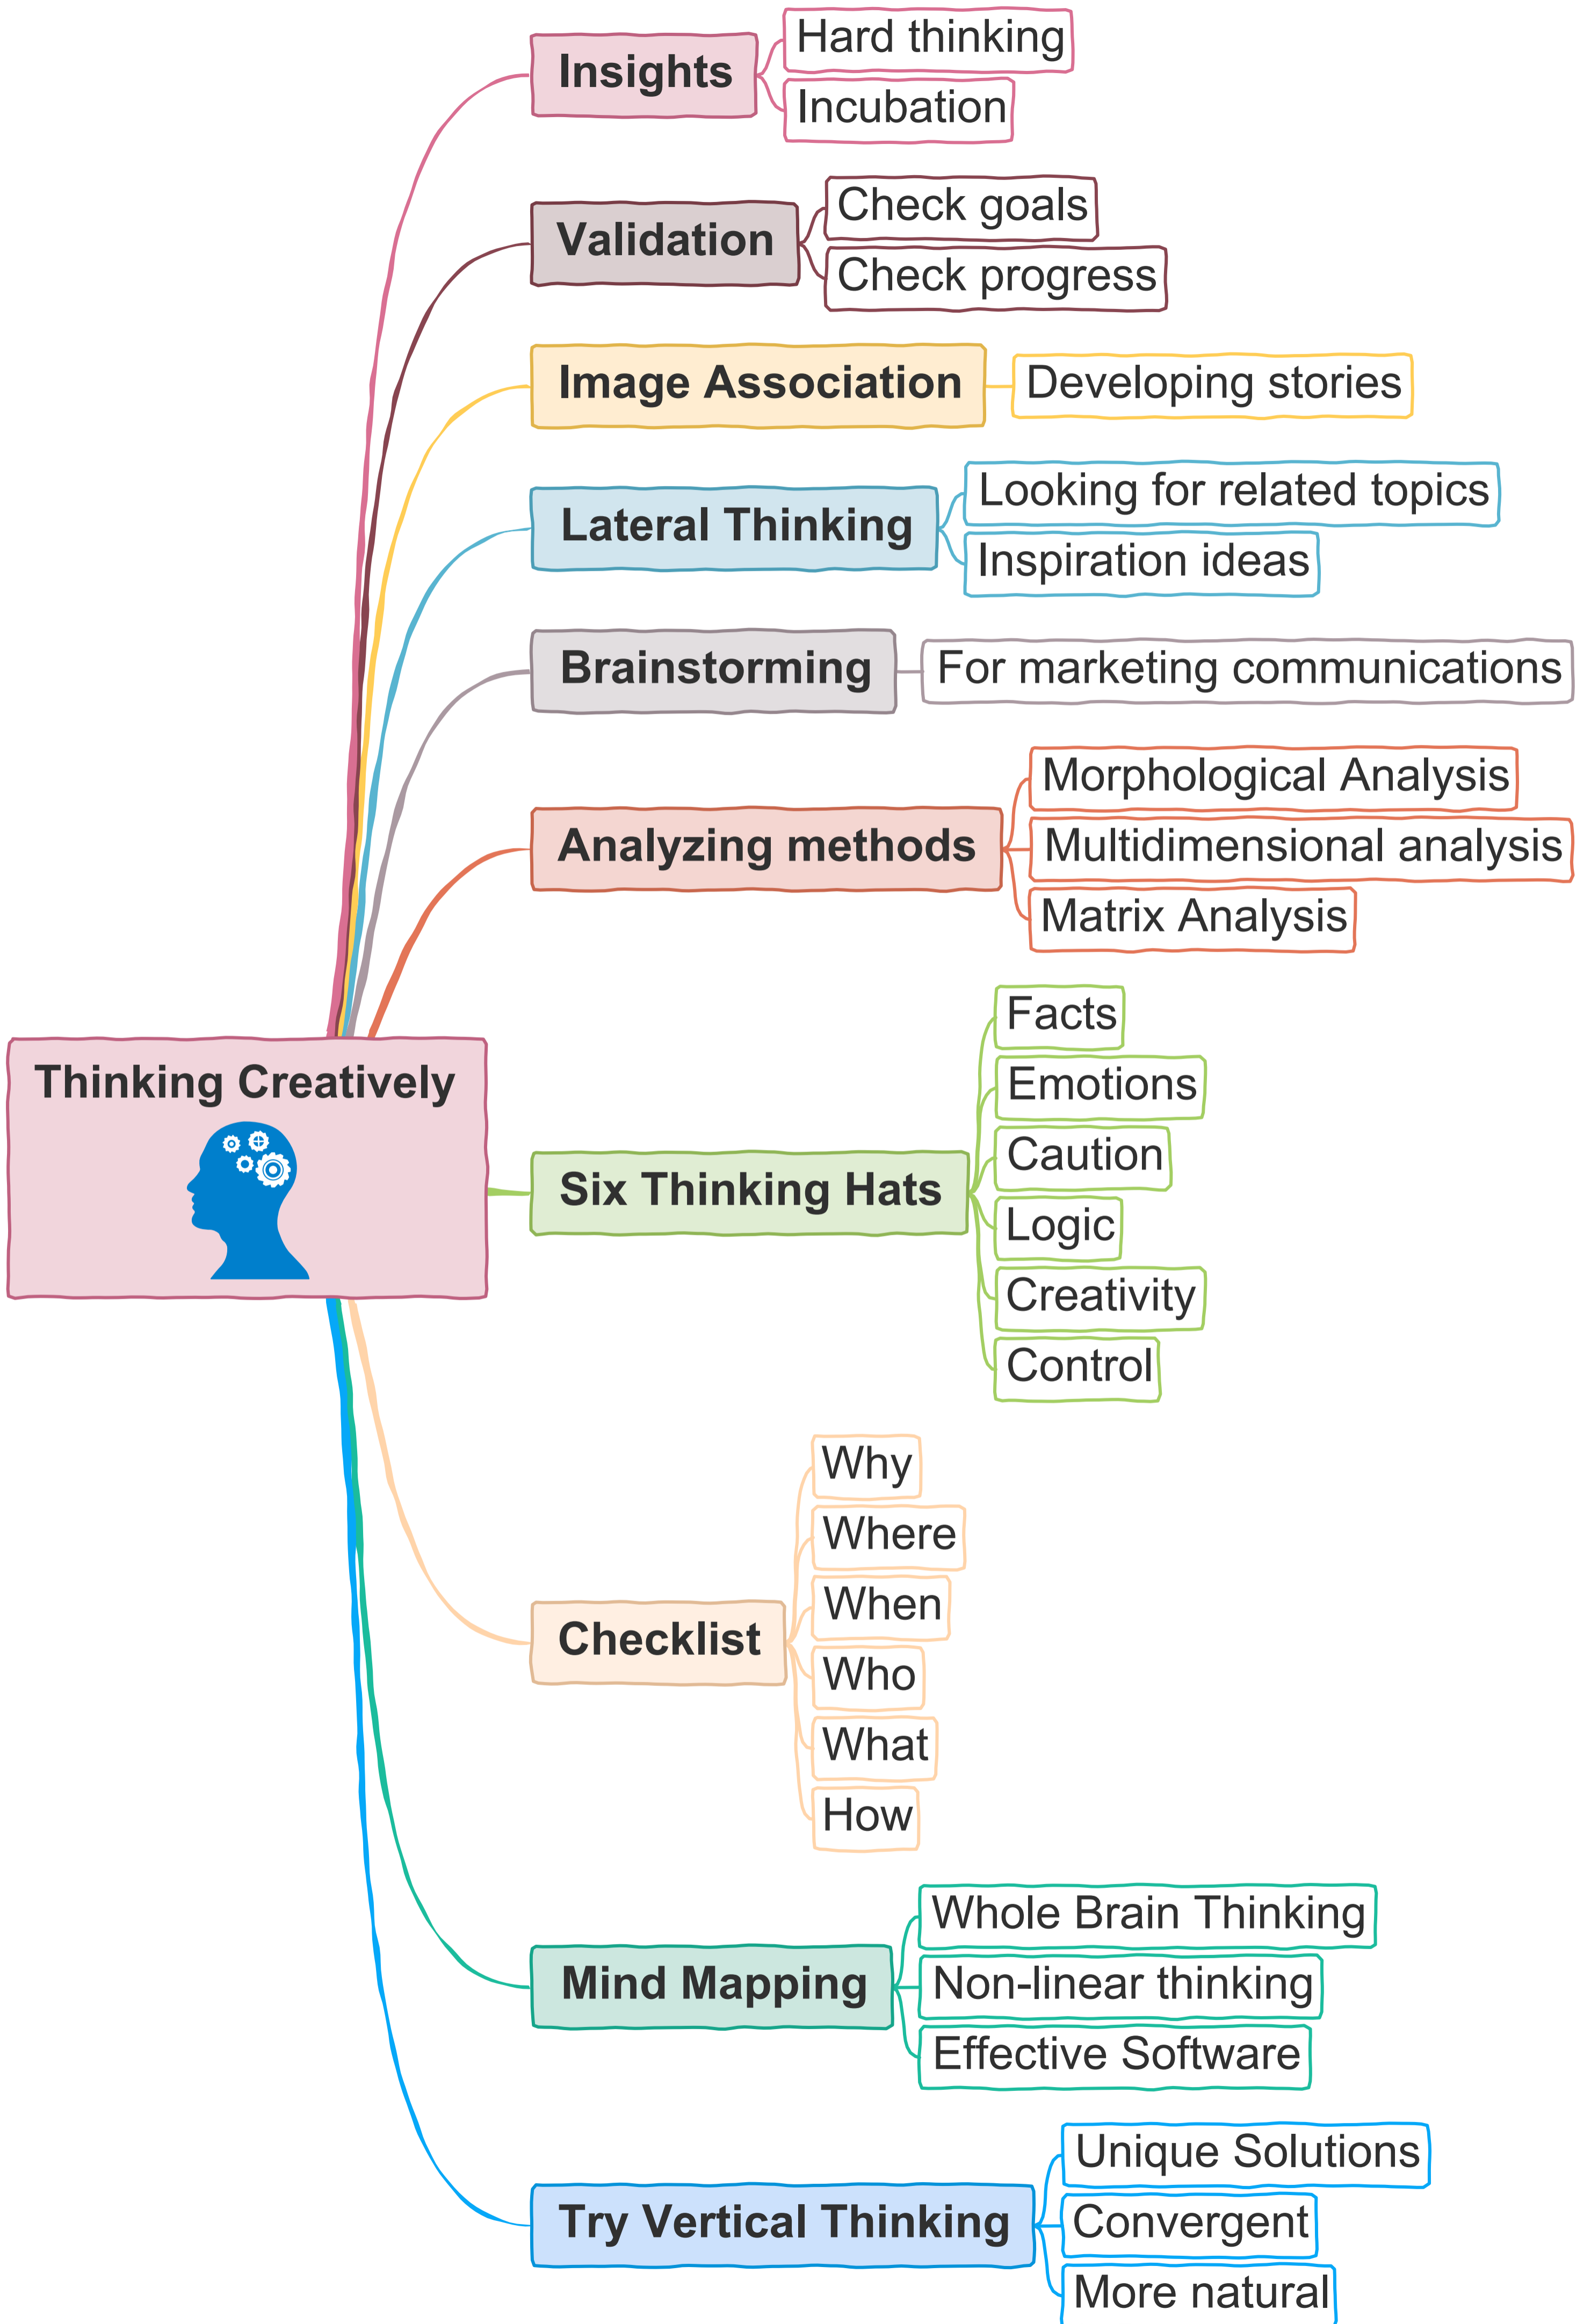 Insights
Hard thinking
Incubation
Validation
Check goals
Check progress
Image Association
Developing stories
Lateral Thinking
Looking for related topics
Inspiration ideas
Brainstorming
For marketing communications
Analyzing methods
Morphological Analysis
Multidimensional analysis
Matrix Analysis
Thinking Creatively
Six Thinking Hats
Facts
Emotions
Caution
Logic
Creativity
Control
Checklist
Why
Where
When
Who
What
How
Mind Mapping
Whole Brain Thinking
Non-linear thinking
Effective Software
Try Vertical Thinking
Unique Solutions
Convergent
More natural